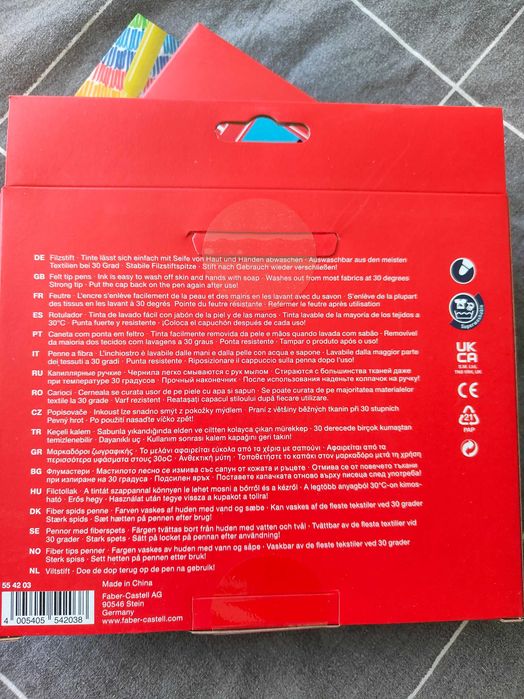 DE Filzstift · Tinte lässt sich einfach mit Seife von Haut und Händen abwaschen · Auswaschbar aus den meisten
Textilien bei 30 Grad · Stabile Filzstiftspitze · Stift nach Gebrauch wieder verschließen!
GB Felt tip pens · Ink is easy to wash off skin and hands with soap · Washes out from most fabrics at 30 degrees·
Strong tip · Put the cap back on the pen again after use!
FR Feutre · L'encre s'enlève facilement de la peau et des mains en les lavant avec du savon · S'enlève de la plupart
des tissus en les lavant à 30 degrés · Pointe du feutre résistante · Refermer le feutre après utilisation
ES Rotulador · Tinta de lavado fácil con jabón de la piel y de las manos · Tinta lavable de la mayoría de los tejidos a
30°C · Punta fuerte y resistente · ¡Coloca el capuchón después de cada uso!
PT Caneta com ponta em feltro · Tinta facilmente removida da pele e mãos quando lavada com sabão · Removível
da maioria dos tecidos com lavagens a 30 graus · Ponta resistente · Tampar o produto após o uso!
IT Penne a fibra · L'inchiostro è lavabile dalle mani e dalla pelle con acqua e sapone · Lavabile dalla maggior parte
dei tessuti a 30 gradi · Punta resistente · Riposizionare il cappuccio sulla penna dopo l'uso!
RU Капиллярные ручки · Чернила легко смываются с рук мылом · Стираются с большинства тканей даже
при температуре 30 градусов · Прочный наконечник · После использования наденьте колпачок на ручку!
RO Carioci · Cerneala se curata usor de pe piele cu apa si sapun · Se poate curata de pe majoritatea materialelor
textile la 30 grade · Varf rezistent · Reatașați capacul stiloului după fiecare utilizare.
CZ Popisovače · Inkoust lze snadno smýt z pokožky mýdlem · Praní z většiny běžných tkanin při 30 stupních
Pevný hrot · Po použití nasaďte víčko zpět!
TR Keçeli kalem · Sabunla yıkandığında elden ve ciltten kolayca çıkan mürekkep · 30 derecede birçok kumaştan
temizlenebilir · Dayanıklı uç · Kullanım sonrası kalem kapağını geri takın!
GR Μαρκαδόροι ζωγραφικής · Το μελάνι αφαιρείται εύκολα από τα χέρια με σαπούνι · Αφαιρείται από τα
περισσότερα υφάσματα στους 30οC · Ανθεκτική μύτη · Τοποθετήστε το καπάκι στον μαρκαδόρο μετά τη χρήση
BG Флумастери · Мастилото лесно се измива със сапун от кожата и ръцете · Отмива се от повечето тъкани
при изпиране на 30 градуса · Подсилен връх · Поставете капачката отново върху писеца след употреба!
HU Filctollak · A tintát szappannal könnyen le lehet mosni a bőrről és a kézről · A legtöbb anyagból 30°C-on kimos-
ható · Erős hegy · Használat után tegye vissza a kupakot a tollra!
DK Fiber spids penne · Farven vaskes af huden med vand og sæbe · Kan vaskes af de fleste tekstiler ved 30 grader
Stærk spids · Sæt hætten på pennen efter brug!
SE Pennor med fiberspets · Färgen tvättas bort från huden med vatten och tvål · Tvättbar av de flesta textilier vid
30 grader · Stark spets · Sätt på locket på pennan efter användning!
NO Fiber tips penner · Fargen vaskes av huden med vann og såpe · Vaskbar av de fleste tekstiler ved 30 grader
Sterk spiss · Sett hetten på pennen etter bruk!
NL Viltstift · Doe de dop terug op de pen na gebruik!
UK
CA
CE
21
PAP
55 42 03
4 005405 542038
Made in China
Faber-Castell AG
90546 Stein
Germany
www.faber-castell.com